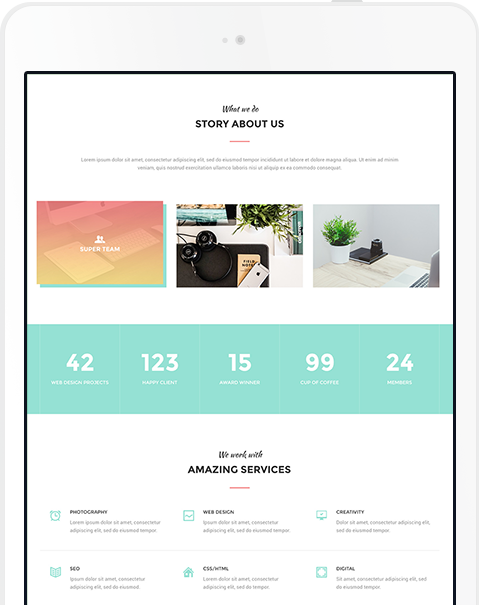 What we do
STORY ABOUT US
Lorem ipsum dolor sit amet, consectetur adipiscing elit, sed do eiusmod tempor incididunt ut labore et dolore magna aliqua. Ut enim ad minim
veniam, quis nostrud exercitation ullamco laboris nisi ut aliquip ex ea commodo consequat.
SUPER TEAM
FIELD NOTES
42
123
15
99
24
WEB DESIGN PROJECTS
HAPPY CLIENT
AWARD WINNER
CUP OF COFFEE
MEMBERS
We work with
AMAZING SERVICES
PHOTOGRAPHY
Lorem ipsum dolor sit amet, consectetur
adipiscing elit, sed do eiusmod tempor.
WEB DESIGN
Lorem ipsum dolor sit amet, consectetur
adipiscing elit, sed do eiusmod tempor.
CREATIVITY
Dolor sit amet, consectetur adipiscing elit,
sed do eiusmod tempor.
SEO
Ipsum dolor sit amet, consectetur
adipiscing elit, sed do eiusmod.
CSS/HTML
Lorem ipsum dolor sit amet, consectetur
adipiscing elit, sed do eiusmod tempor.
DIGITAL
Sit amet, consectetur adipiscing elit, sed
do eiusmod tempor.